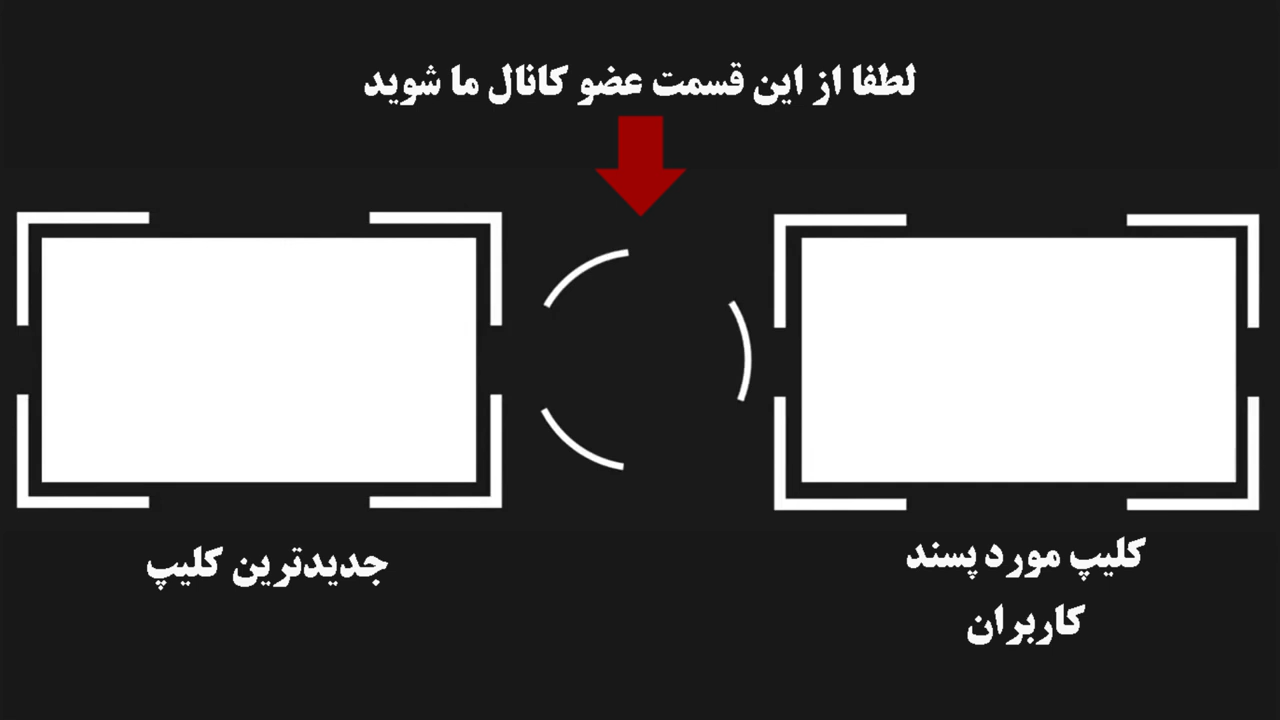 لطفا از این قسمت عضو کانال ما شوید
کلیپ مورد پسند
کاربران
جدیدترین کلیپ